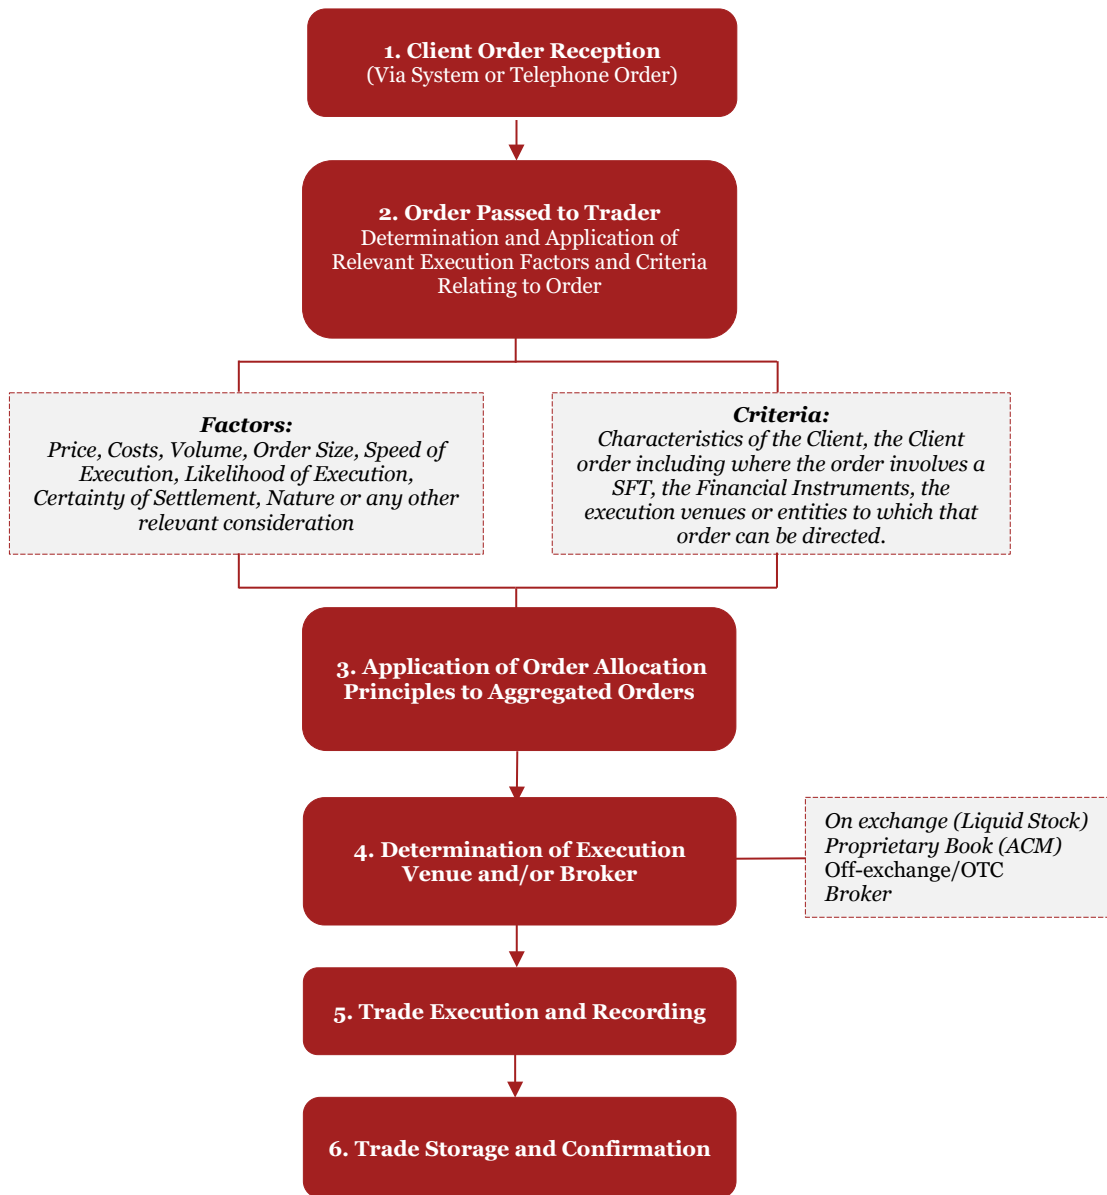 1. Client Order Reception
(Via System or Telephone Order)
2. Order Passed to Trader
Determination and Application of
Relevant Execution Factors and Criteria
Relating to Order
Factors:
Price, Costs, Volume, Order Size, Speed of
Execution, Likelihood of Execution,
Certainty of Settlement, Nature or any other
relevant consideration
Criteria:
Characteristics of the Client, the Client
order including where the order involves a
SFT, the Financial Instruments, the
execution venues or entities to which that
order can be directed.
3. Application of Order Allocation
Principles to Aggregated Orders
4. Determination of Execution
Venue and/or Broker
On exchange (Liquid Stock)
Proprietary Book (ACM)
Off-exchange/OTC
Broker
5. Trade Execution and Recording
6. Trade Storage and Confirmation